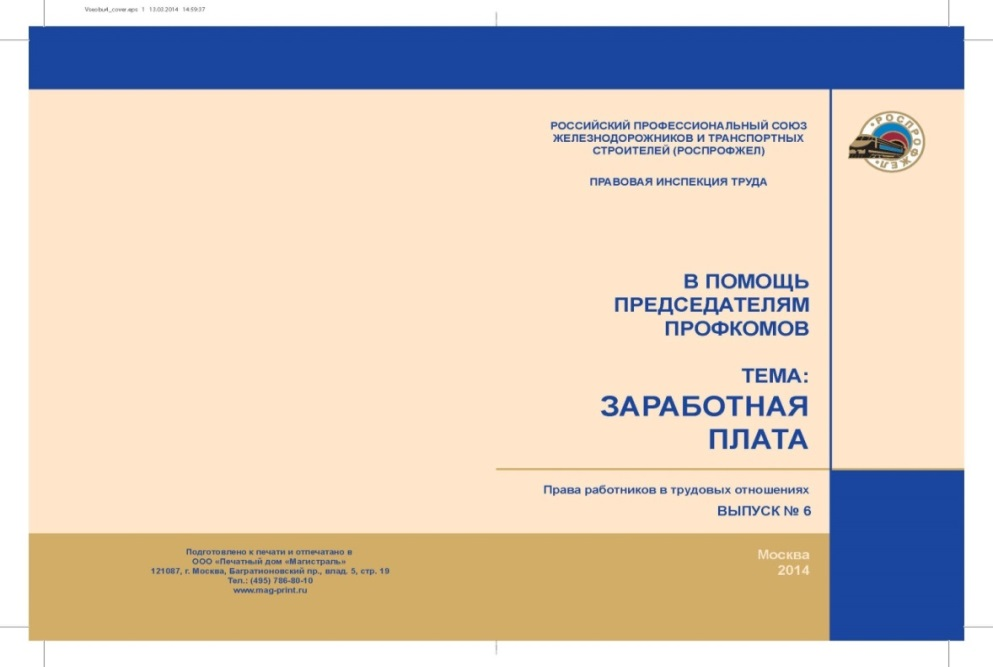 Vsesbu4_cover.eps 1 13.02.2014 14:59:37
РОССИЙСКИЙ ПРОФЕССИОНАЛЬНЫЙ СОЮЗ
ЖЕЛЕЗНОДОРОЖНИКОВ И ТРАНСПОРТНЫХ
СТРОИТЕЛЕЙ (РОСПРОФЖЕЛ)
ПРАВОВАЯ ИНСПЕКЦИЯ ТРУДА
РОСПРОФЖЕЛ
В ПОМОЩЬ
ПРЕДСЕДАТЕЛЯМ
ПРОФКОМОВ
ТЕМА:
ЗАРАБОТНАЯ
ПЛАТА
Права работников в трудовых отношениях
ВЫПУСК № 6
Москва
2014
Подготовлено к печати и отпечатано в
ООО «Печатный дом «Магистраль»
121087, г. Москва, Багратионовский пр., влад. 5, стр. 19
Тел.: (495) 786-80-10
www.mag-print.ru